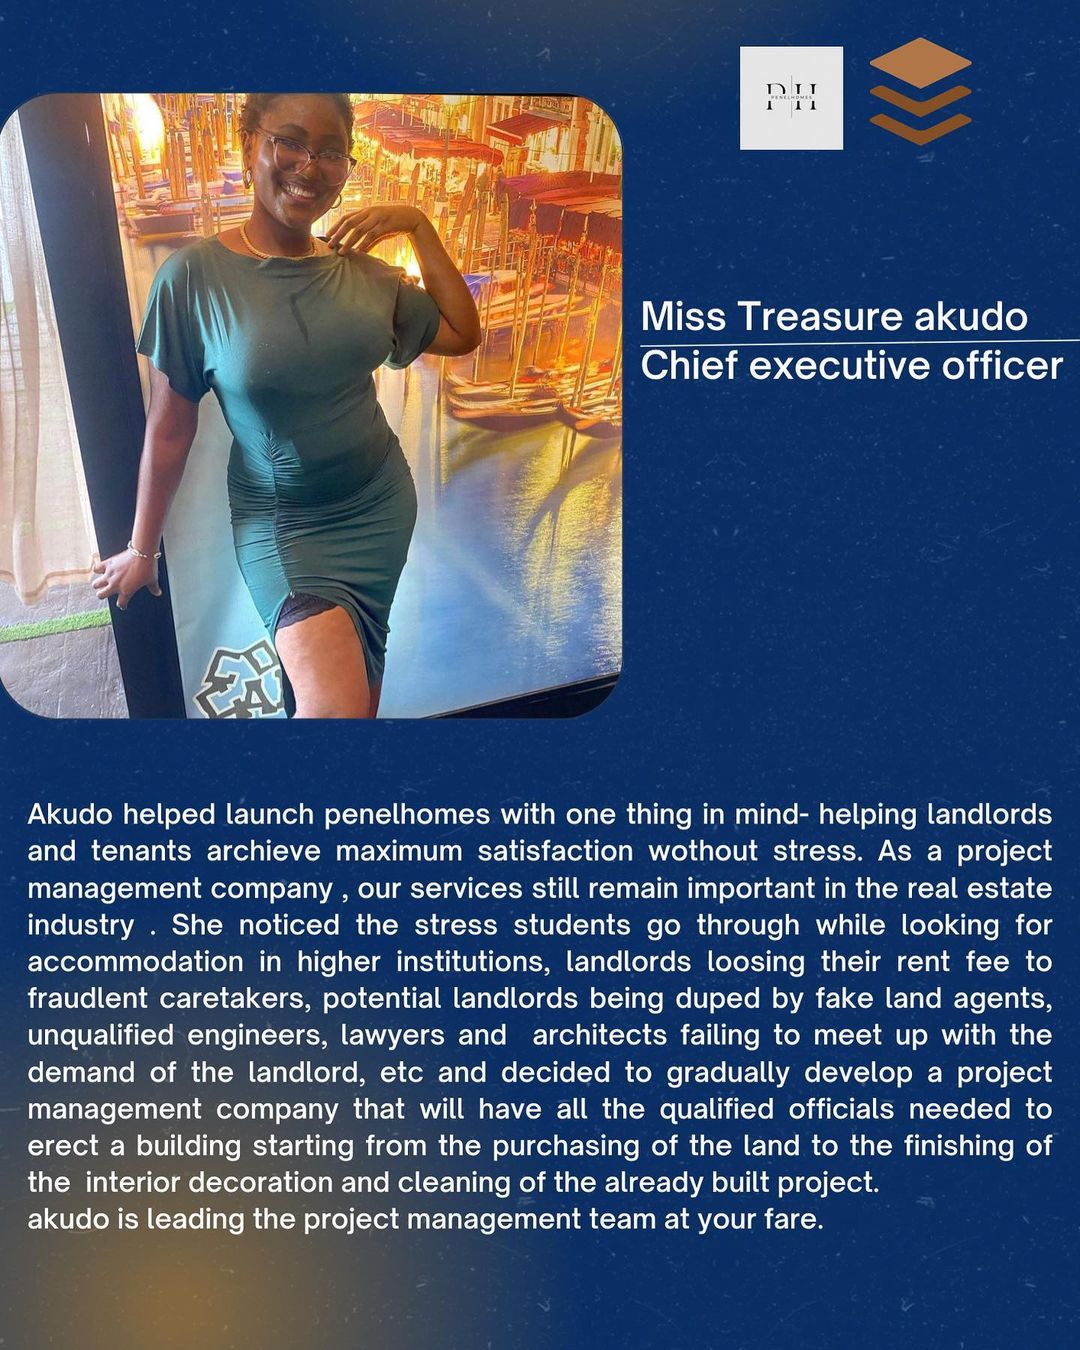 P H
PENELHOMES
Miss Treasure akudo
Chief executive officer
Akudo helped launch penelhomes with one thing in mind- helping landlords
and tenants archieve maximum satisfaction wothout stress. As a project
management company , our services still remain important in the real estate
industry . She noticed the stress students go through while looking for
accommodation in higher institutions, landlords loosing their rent fee to
fraudlent caretakers, potential landlords being duped by fake land agents,
unqualified engineers, lawyers and  architects failing to meet up with the
demand of the landlord, etc and decided to gradually develop a project
management company that will have all the qualified officials needed to
erect a building starting from the purchasing of the land to the finishing of
the  interior decoration and cleaning of the already built project.
akudo is leading the project management team at your fare.